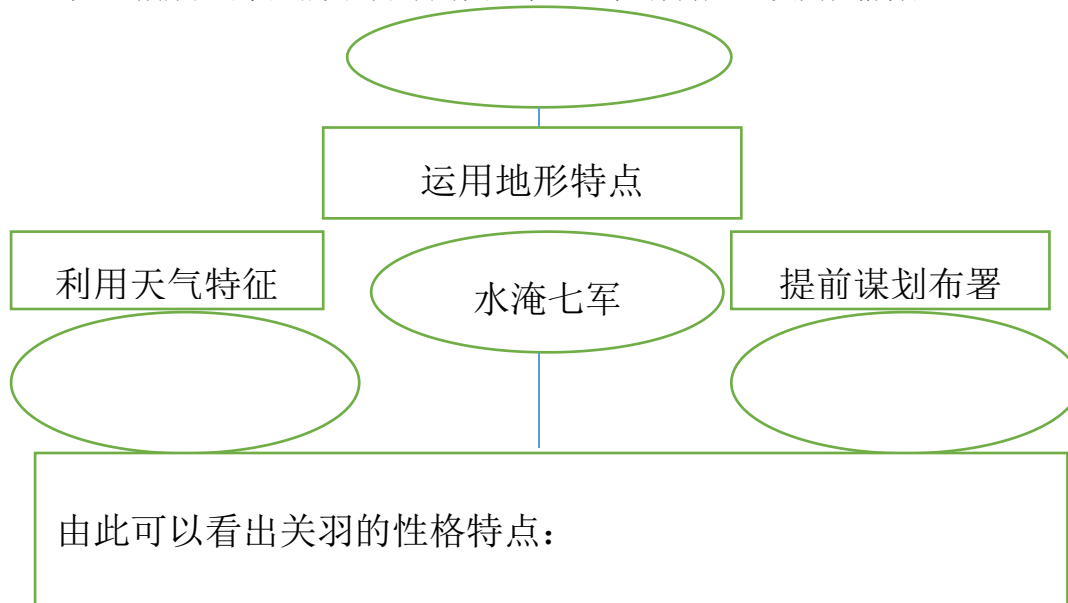 运用地形特点
利用天气特征
水淹七军
提前谋划布署
由此可以看出关羽的性格特点：